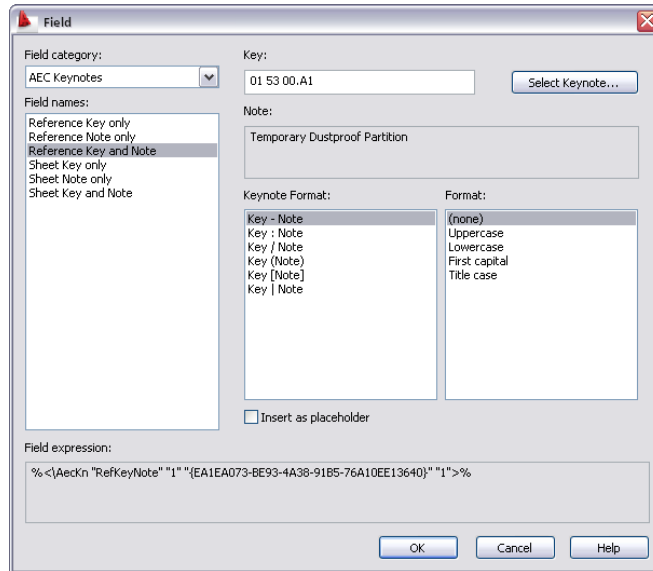 Field
Field category:
AEC Keynotes
Field names:
Reference Key only
Reference Note only
Reference Key and Note
Sheet Key only
Sheet Note only
Sheet Key and Note
Key:
01 53 00.A1
Select Keynote...
Note:
Temporary Dustproof Partition
Keynote Format:
Key - Note
Key : Note
Key / Note
Key (Note)
Key [Note]
Key | Note
Format:
(none)
Uppercase
Lowercase
First capital
Title case
Insert as placeholder
Field expression:
%<\AecKn "RefKeyNote" "1" "{EA1EA073-BE93-4A38-91B5-76A10EE13640}" "1">%
OK
Cancel
Help